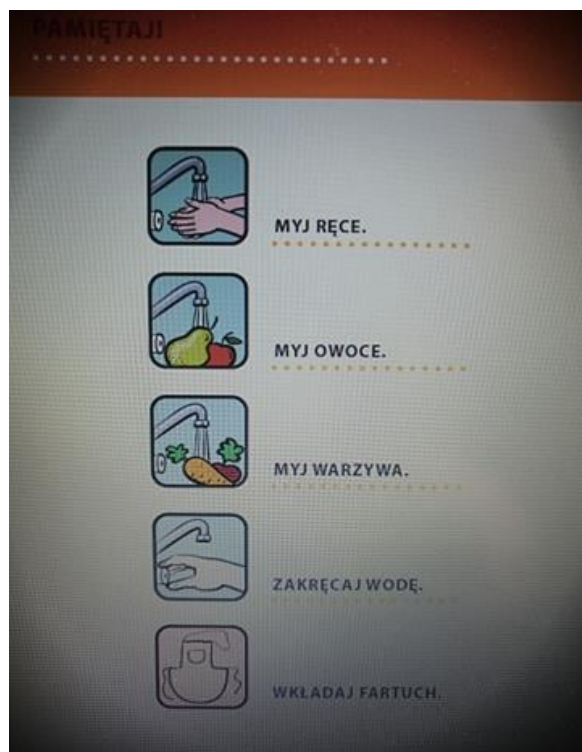 PAMIĘTAJ!
MYJ RĘCE.
MYJ OWOCE.
MYJ WARZYWA.
ZAKRĘCAJ WODĘ.
WKŁADAJ FARTUCH.